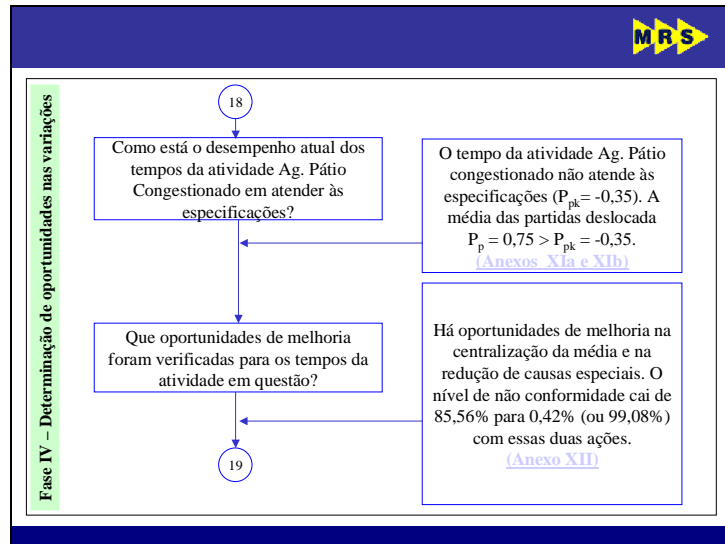 MRS
Fase IV – Determinação de oportunidades nas variações
18
Como está o desempenho atual dos
tempos da atividade Ag. Pátio
Congestionado em atender às
especificações?
O tempo da atividade Ag. Pátio
congestionado não atende às
especificações (Ppk= -0,35). A
média das partidas deslocada
Pp = 0,75 > Ppk = -0,35.
(Anexos XIa e XIb)
Que oportunidades de melhoria
foram verificadas para os tempos da
atividade em questão?
Há oportunidades de melhoria na
centralização da média e na
redução de causas especiais. O
nível de não conformidade cai de
85,56% para 0,42% (ou 99,08%)
com essas duas ações.
(Anexo XII)
19